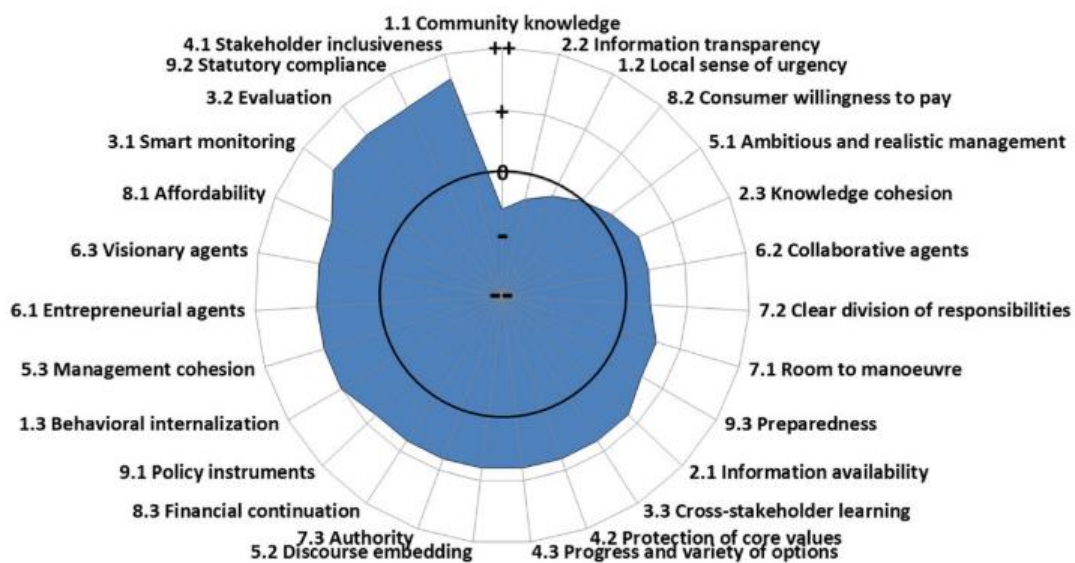 1.1 Community knowledge
4.1 Stakeholder inclusiveness
++
2.2 Information transparency
9.2 Statutory compliance
1.2 Local sense of urgency
3.2 Evaluation
+
8.2 Consumer willingness to pay
3.1 Smart monitoring
5.1 Ambitious and realistic management
0
8.1 Affordability
2.3 Knowledge cohesion
-
6.3 Visionary agents
6.2 Collaborative agents
--
6.1 Entrepreneurial agents
7.2 Clear division of responsibilities
5.3 Management cohesion
7.1 Room to manoeuvre
1.3 Behavioral internalization
9.3 Preparedness
9.1 Policy instruments
2.1 Information availability
8.3 Financial continuation
3.3 Cross-stakeholder learning
7.3 Authority
4.2 Protection of core values
5.2 Discourse embedding
4.3 Progress and variety of options